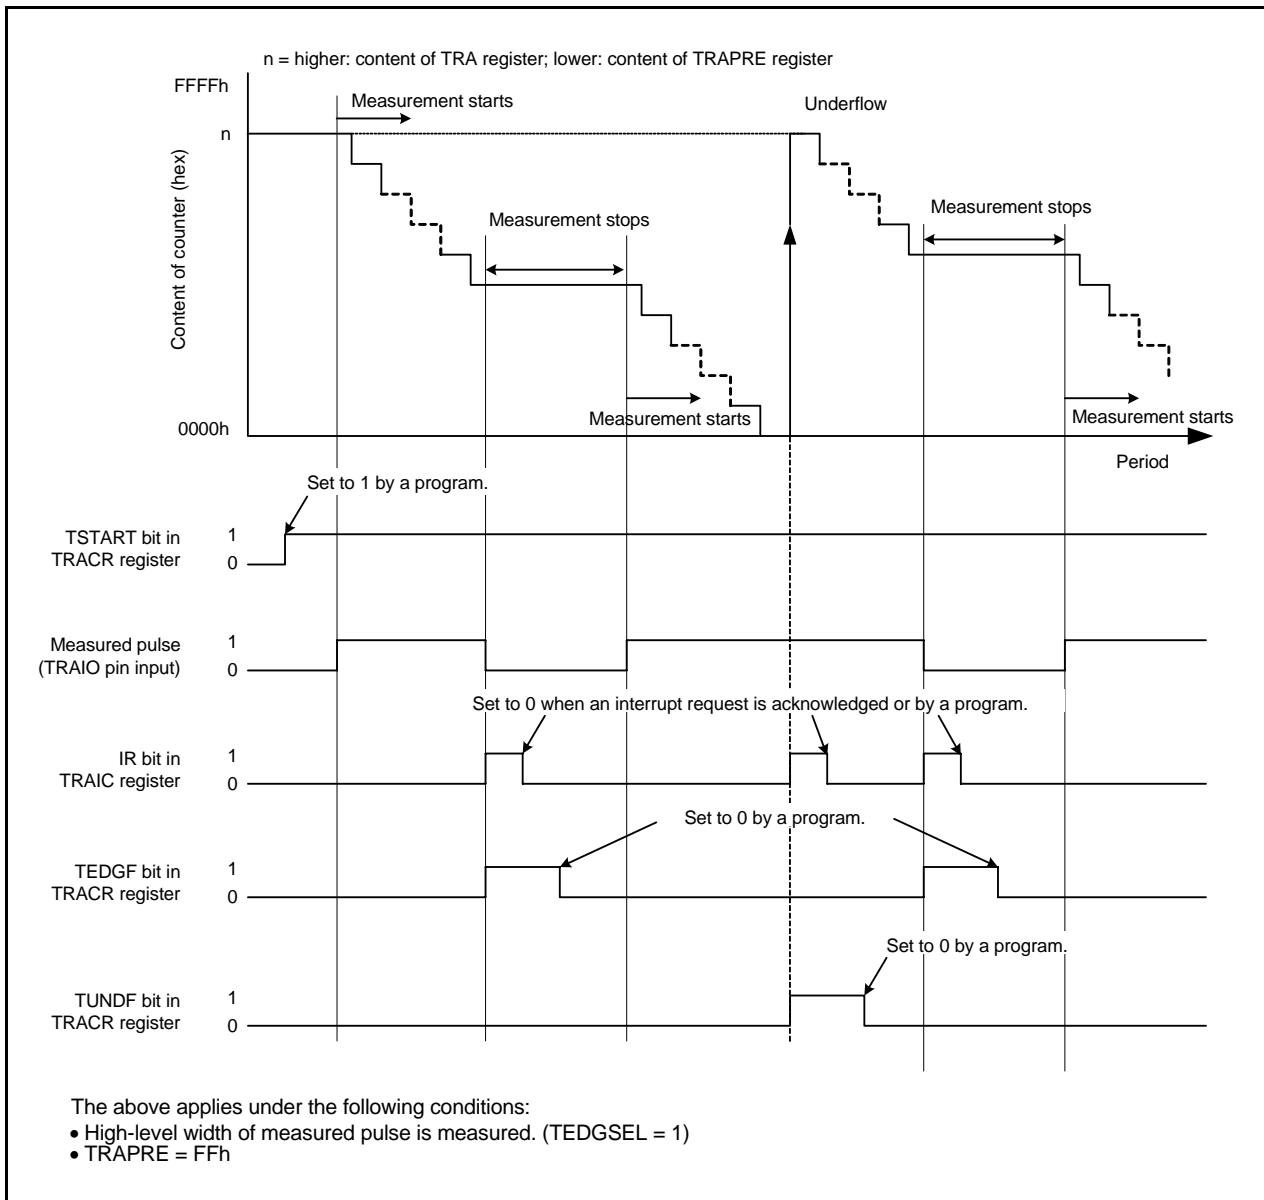 n = higher: content of TRA register; lower: content of TRAPRE register
FFFFh
Measurement starts
Underflow
n
Content of counter (hex)
Measurement stops
Measurement stops
Measurement starts
Measurement starts
0000h
Period
Set to 1 by a program.
TSTART bit in
TRACR register
1
0
Measured pulse
(TRAIO pin input)
1
0
Set to 0 when an interrupt request is acknowledged or by a program.
IR bit in
TRAIC register
1
0
Set to 0 by a program.
TEDGF bit in
TRACR register
1
0
Set to 0 by a program.
TUNDF bit in
TRACR register
1
0
The above applies under the following conditions:
• High-level width of measured pulse is measured. (TEDGSEL = 1)
• TRAPRE = FFh